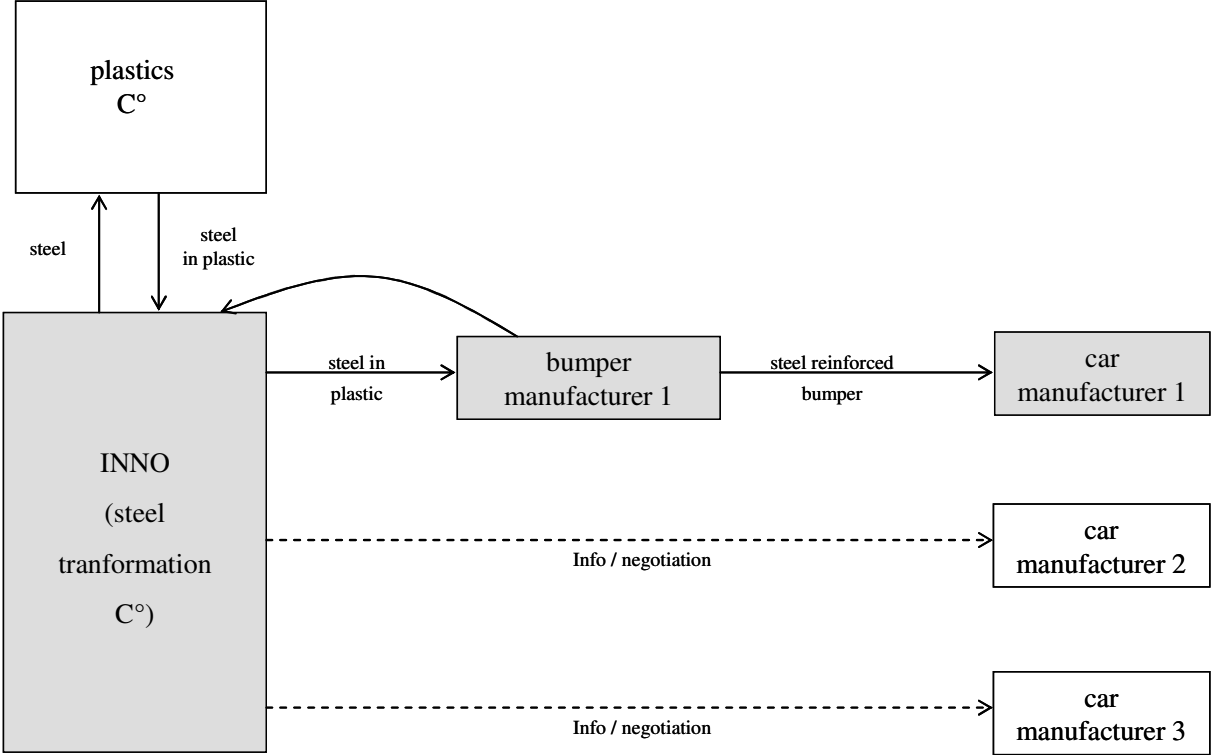 plastics
C°
steel
steel
in plastic
steel in
plastic
bumper
manufacturer 1
steel reinforced
bumper
car
manufacturer 1
INNO
(steel
tranformation
C°)
Info / negotiation
car
manufacturer 2
Info / negotiation
car
manufacturer 3